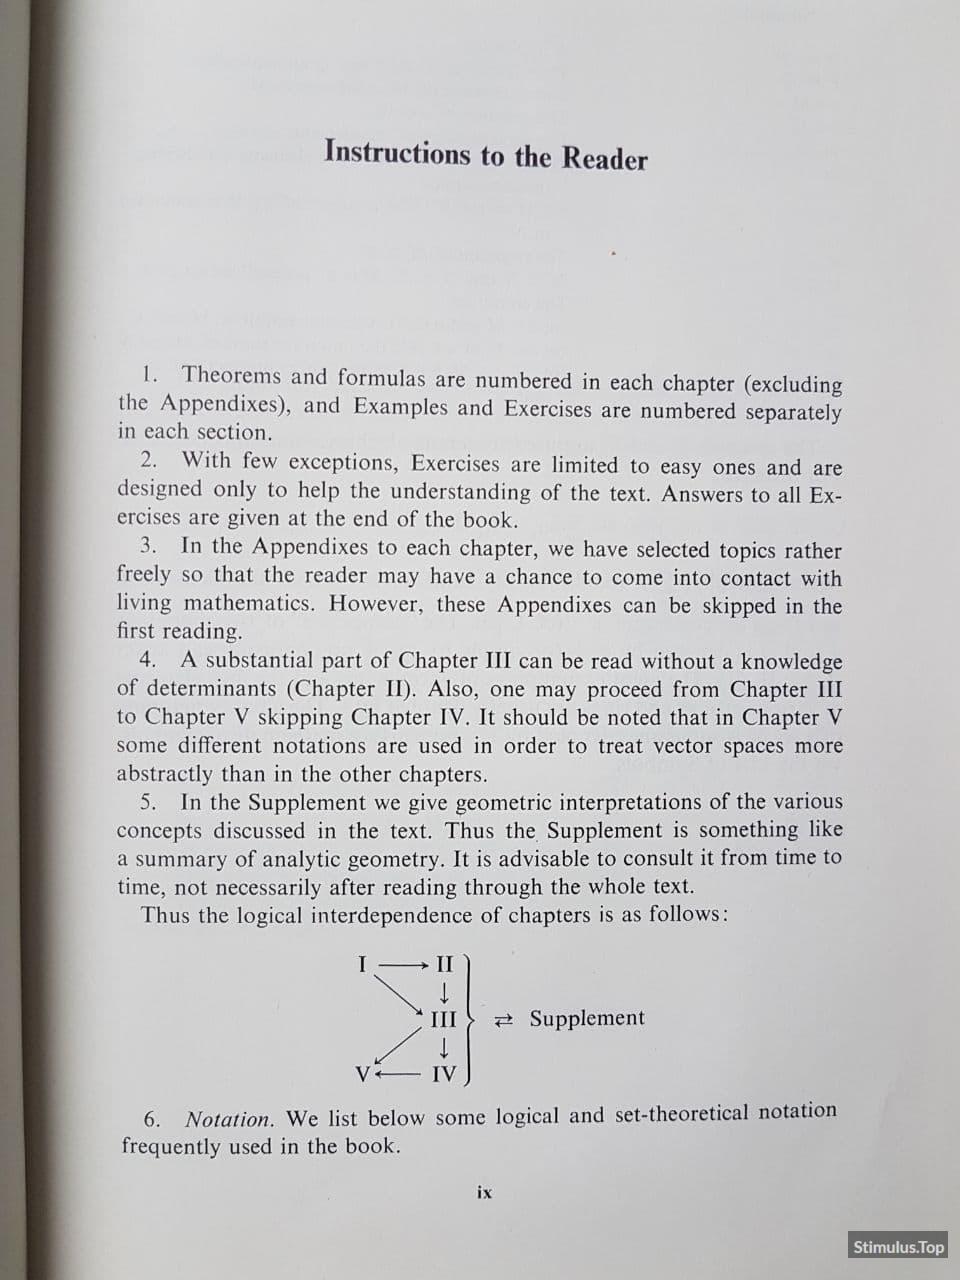 Instructions to the Reader
1. Theorems and formulas are numbered in each chapter (excluding
the Appendixes), and Examples and Exercises are numbered separately
in each section.
2. With few exceptions, Exercises are limited to easy ones and are
designed only to help the understanding of the text. Answers to all Ex-
ercises are given at the end of the book.
3. In the Appendixes to each chapter, we have selected topics rather
freely so that the reader may have a chance to come into contact with
living mathematics. However, these Appendixes can be skipped in the
first reading.
4. A substantial part of Chapter III can be read without a knowledge
of determinants (Chapter II). Also, one may proceed from Chapter III
to Chapter V skipping Chapter IV. It should be noted that in Chapter V
some different notations are used in order to treat vector spaces more
abstractly than in the other chapters.
5. In the Supplement we give geometric interpretations of the various
concepts discussed in the text. Thus the Supplement is something like
a summary of analytic geometry. It is advisable to consult it from time to
time, not necessarily after reading through the whole text.
Thus the logical interdependence of chapters is as follows:
I → II
↓
III ⇄ Supplement
↓
V ← IV
6. Notation. We list below some logical and set-theoretical notation
frequently used in the book.
ix
Stimulus.Top